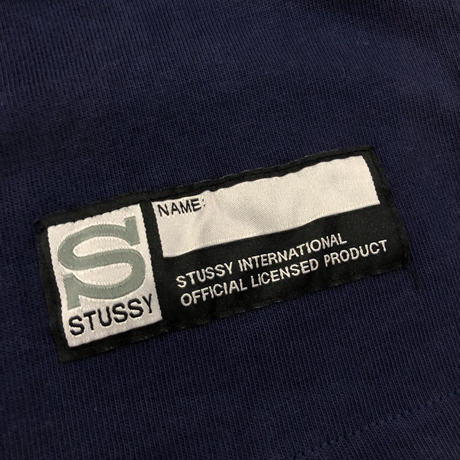 S
STUSSY
NAME:
STUSSY INTERNATIONAL
OFFICIAL LICENSED PRODUCT